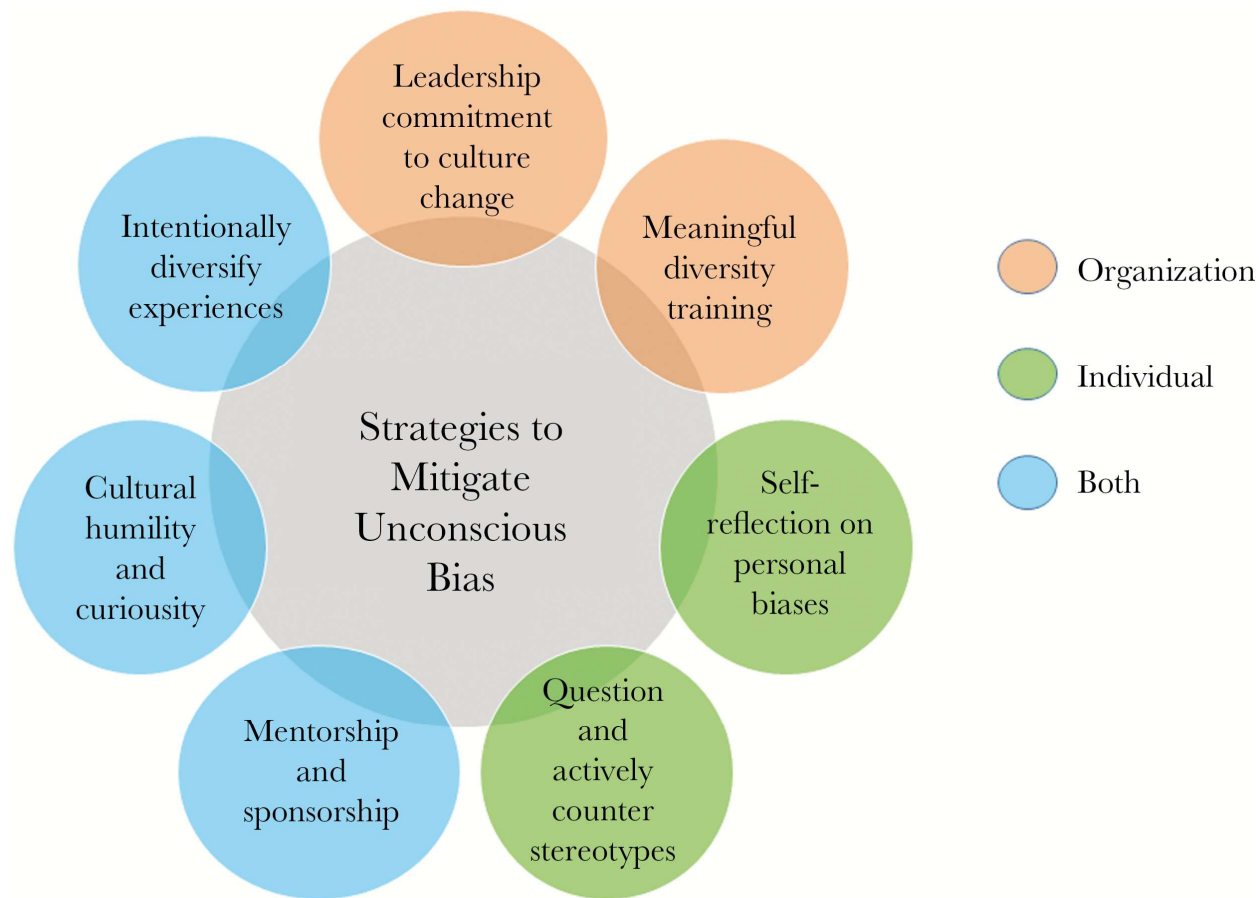 Leadership
commitment
to culture
change
Meaningful
diversity
training
Self-
reflection on
personal
biases
Question
and
actively
counter
stereotypes
Mentorship
and
sponsorship
Cultural
humility
and
curiousity
Intentionally
diversify
experiences
Strategies to
Mitigate
Unconscious
Bias
Organization
Individual
Both